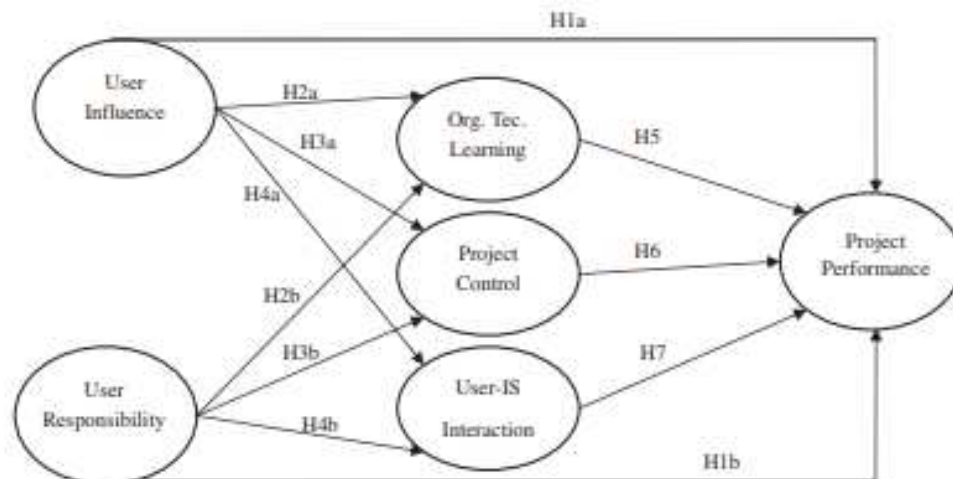 H1a
User
Influence
H2a
Org. Tec.
Learning
H5
H3a
H4a
Project
Control
H6
Project
Performance
H2b
H3b
H7
User
Responsibility
User-IS
Interaction
H4b
H1b